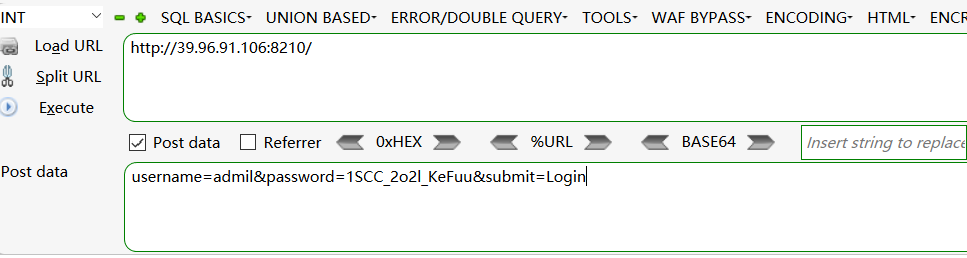 INT SQL BASICS UNION BASED ERROR/DOUBLE QUERY TOOLS WAF BYPASS ENCODING HTML ENCR
Load URL http://39.96.91.106:8210/
Split URL
Execute
Post data Referrer 0xHEX %URL BASE64 Insert string to replace
Post data username=admil&password=1SCC_2o2l_KeFuu&submit=Login